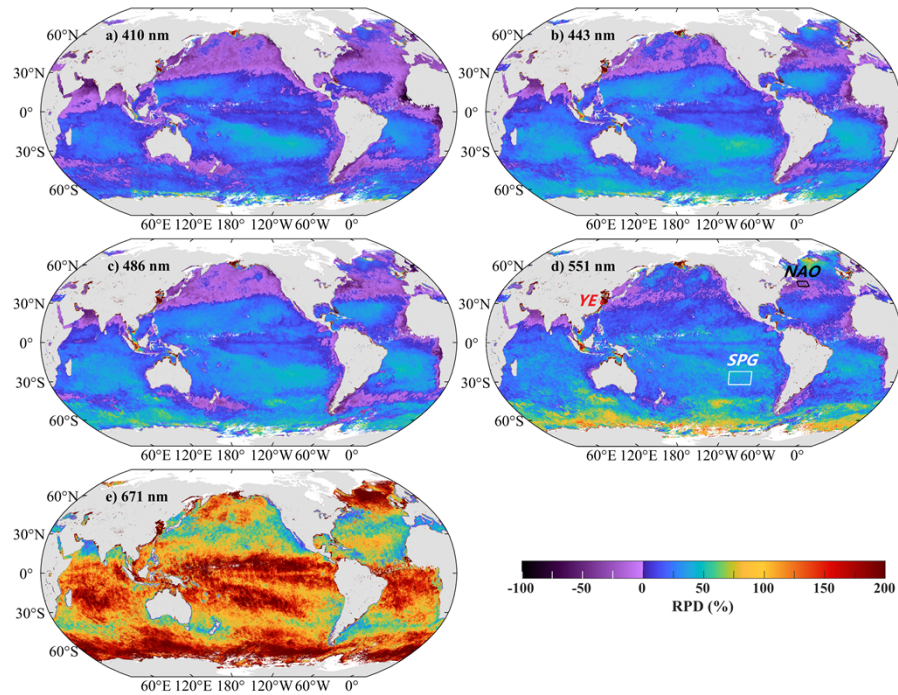 a) 410 nm
60°N
30°N
0°
30°S
60°S
60°E 120°E 180°E 120°W 60°W 0°
b) 443 nm
60°N
30°N
0°
30°S
60°S
60°E 120°E 180°E 120°W 60°W 0°
c) 486 nm
60°N
30°N
0°
30°S
60°S
60°E 120°E 180°E 120°W 60°W 0°
d) 551 nm
NAO
YE
SPG
60°N
30°N
0°
30°S
60°S
60°E 120°E 180°E 120°W 60°W 0°
e) 671 nm
60°N
30°N
0°
30°S
60°S
60°E 120°E 180°E 120°W 60°W 0°
-100 -50 0 50 100 150 200
RPD (%)